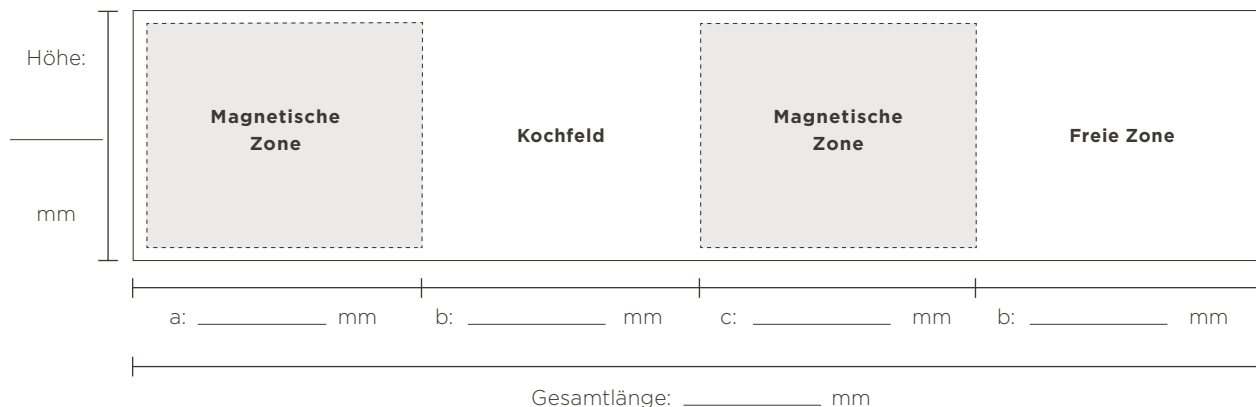 Höhe:
mm
Magnetische
Zone
Kochfeld
Magnetische
Zone
Freie Zone
a: mm
b: mm
c: mm
b: mm
Gesamtlänge: mm